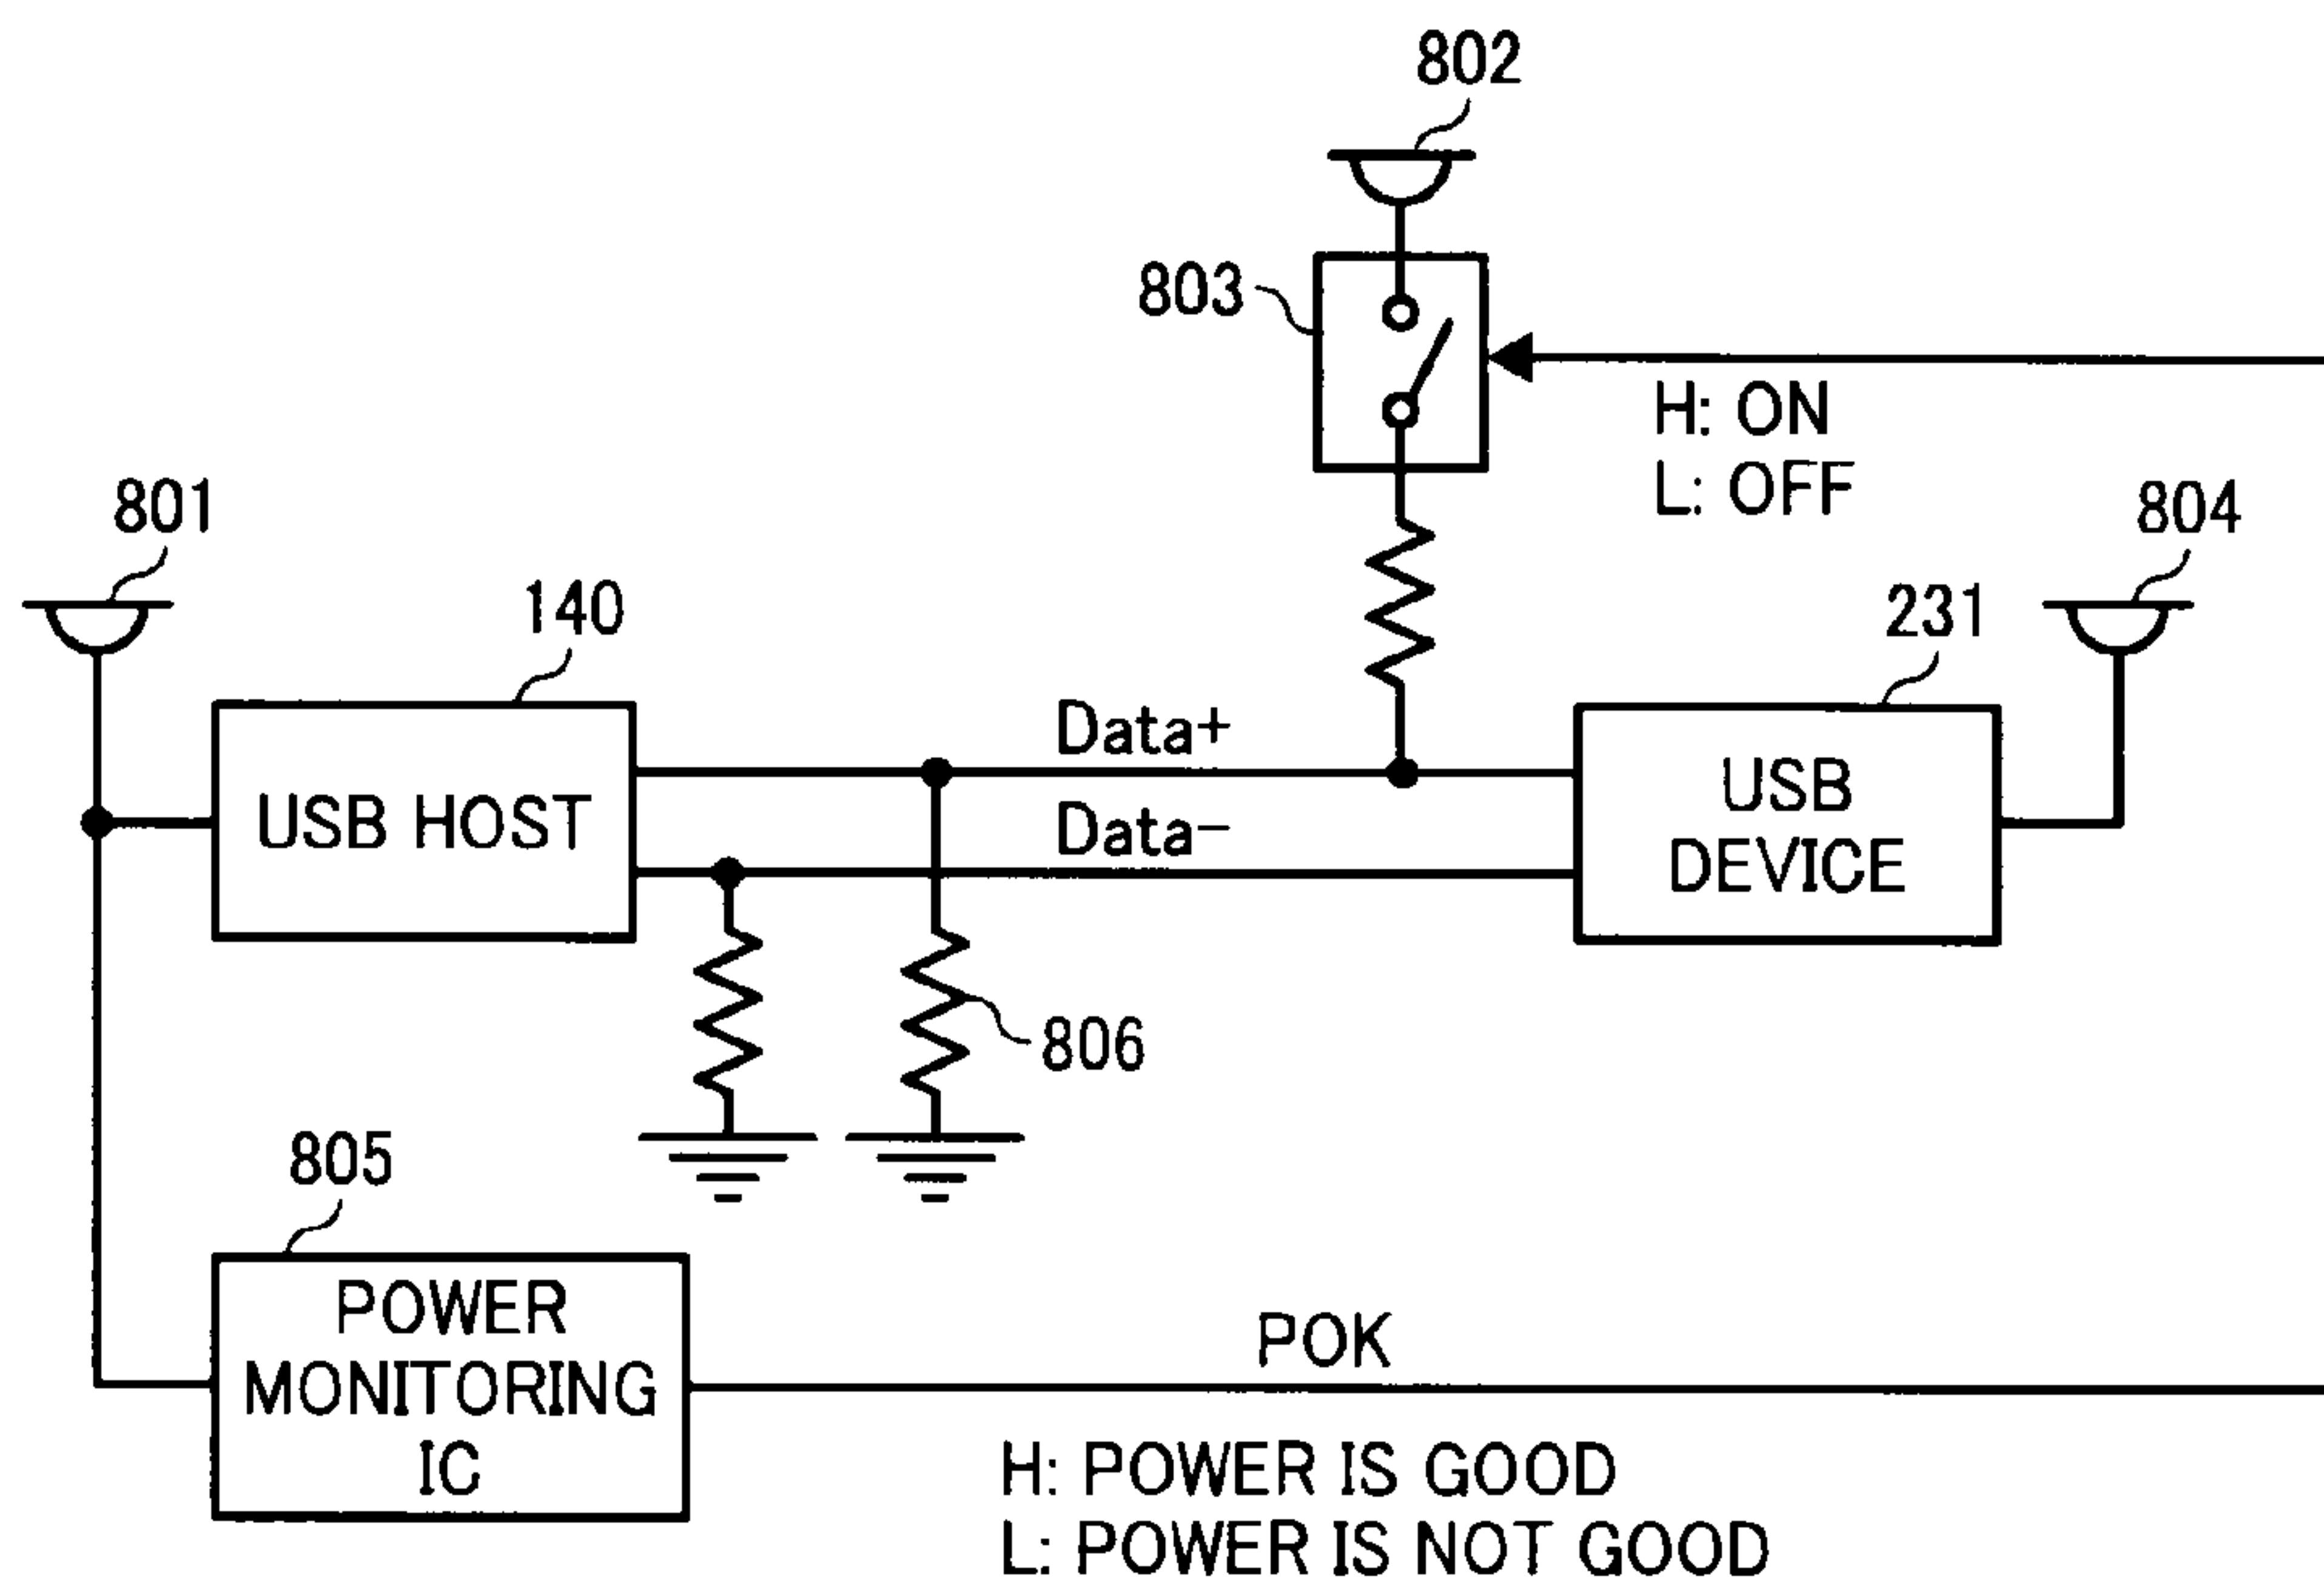 802
803
H: ON
L: OFF
801
804
140
231
Data+
USB HOST
USB
DEVICE
Data-
806
805
POWER
MONITORING
IC
POK
H: POWER IS GOOD
L: POWER IS NOT GOOD